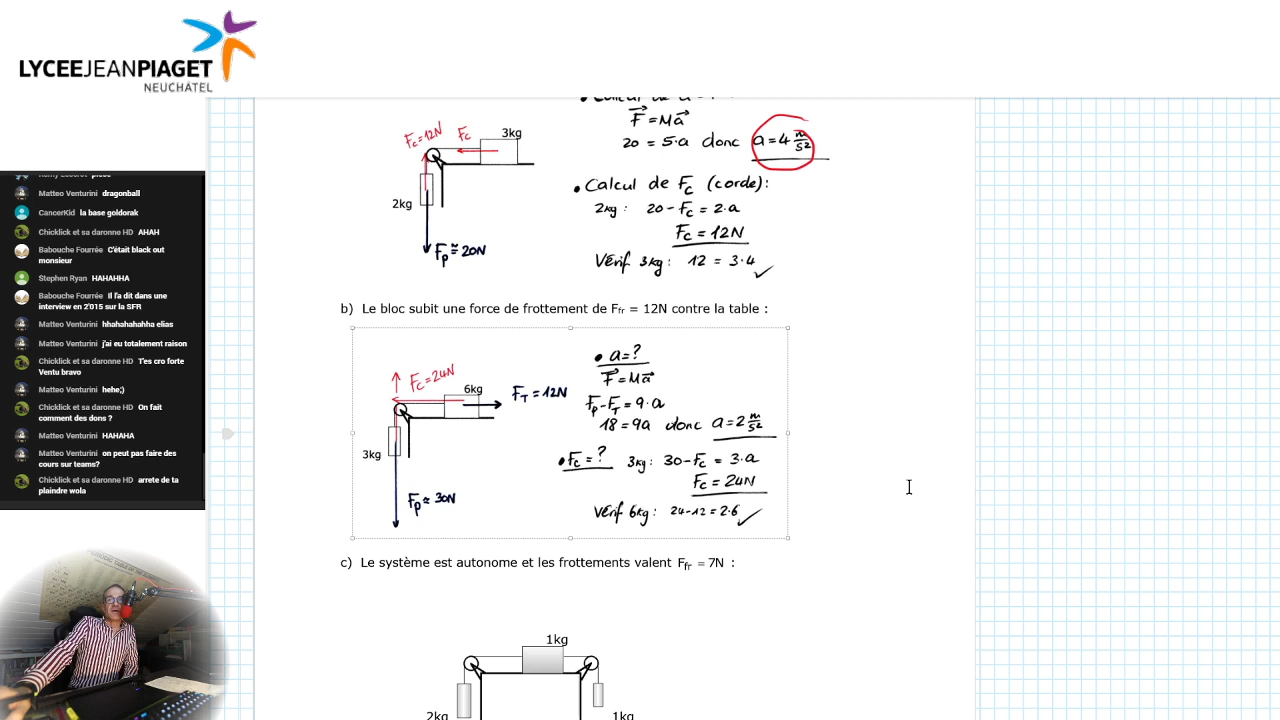 LYCEEJEANPIAGET
NEUCHÂTEL
Matteo Venturini dragonball
CancerKid la base goldorak
Chicklick et sa daronne HD AHAH
Babouche Fourrée C'était black out
monsieur
Stephen Ryan HAHAHHA
Babouche Fourrée Il l'a dit dans une
interview en 2'015 sur la SFR
Matteo Venturini hhahahahahha elias
Matteo Venturini j'ai eu totalement raison
Chicklick et sa daronne HD T'es cro forte
Ventu bravo
Matteo Venturini hehe;)
Chicklick et sa daronne HD On fait
comment des dons ?
Matteo Venturini HAHAHA
Matteo Venturini on peut pas faire des
cours sur teams?
Chicklick et sa daronne HD arrete de ta
plaindre wola
F = Ma
20 = 5·a donc a = 4 m/s²
Fc = 12N
Fc
3kg
2kg
Fp ≈ 20N
• Calcul de Fc (corde):
2kg: 20 - Fc = 2·a
Fc = 12N
Vérif 3kg: 12 = 3·4 ✓
b) Le bloc subit une force de frottement de Ffr = 12N contre la table :
Fc = 24N
6kg
FT = 12N
3kg
Fp ≈ 30N
• a = ?
F = Ma
Fp - FT = 9·a
18 = 9a donc a = 2 m/s²
• Fc = ? 3kg: 30 - Fc = 3·a
Fc = 24N
Vérif 6kg: 24 - 12 = 2·6 ✓
c) Le système est autonome et les frottements valent Ffr = 7N :
1kg
2kg
1kg